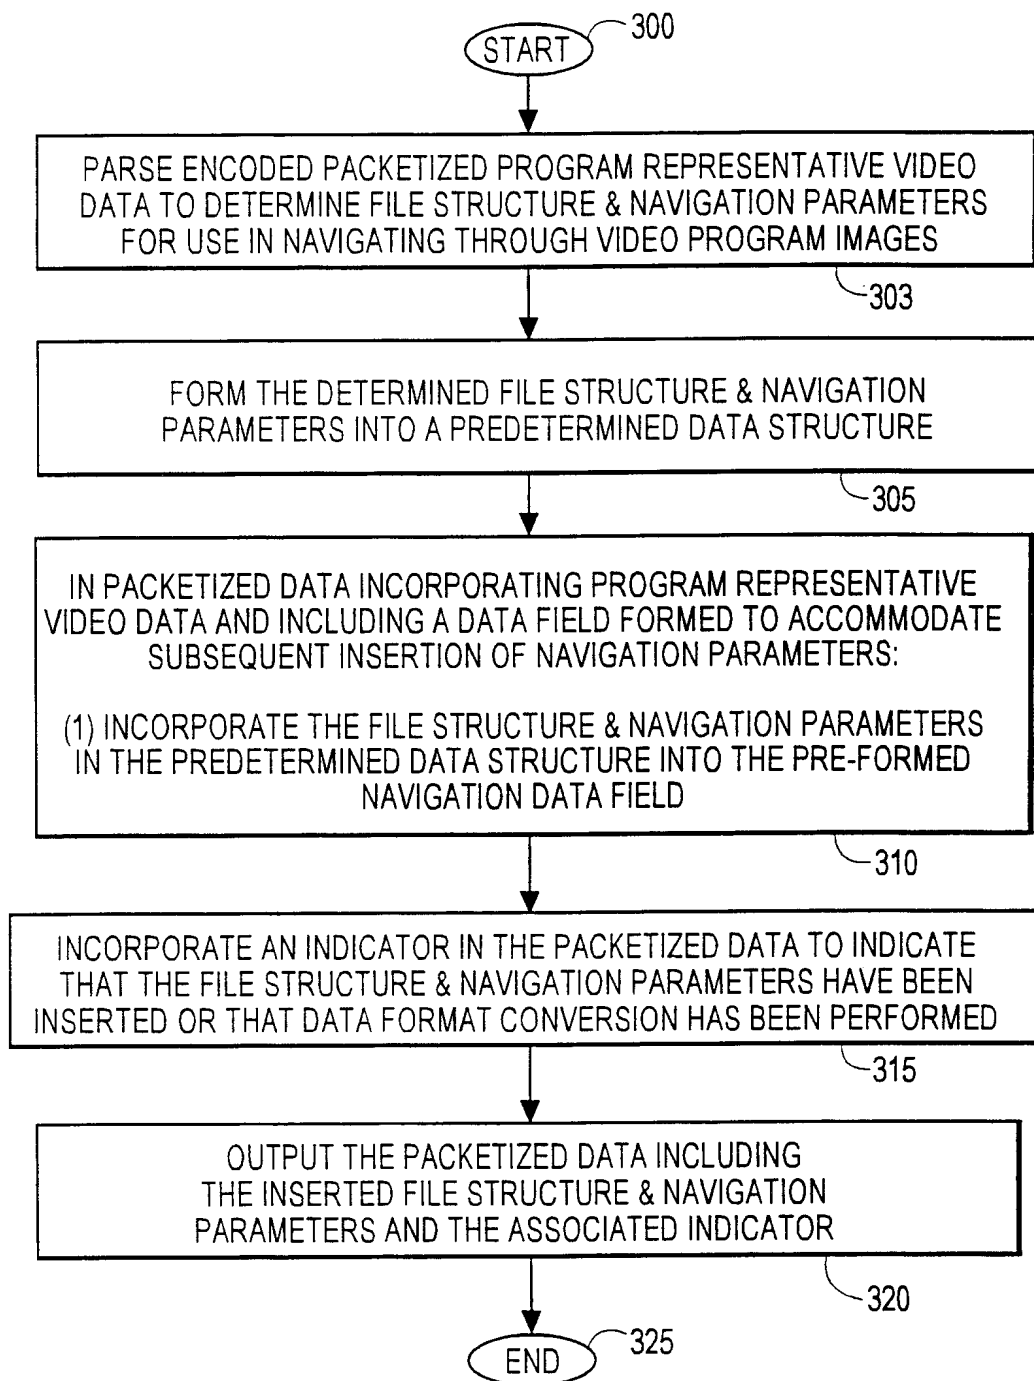 START
300
PARSE ENCODED PACKETIZED PROGRAM REPRESENTATIVE VIDEO
DATA TO DETERMINE FILE STRUCTURE & NAVIGATION PARAMETERS
FOR USE IN NAVIGATING THROUGH VIDEO PROGRAM IMAGES
303
FORM THE DETERMINED FILE STRUCTURE & NAVIGATION
PARAMETERS INTO A PREDETERMINED DATA STRUCTURE
305
IN PACKETIZED DATA INCORPORATING PROGRAM REPRESENTATIVE
VIDEO DATA AND INCLUDING A DATA FIELD FORMED TO ACCOMMODATE
SUBSEQUENT INSERTION OF NAVIGATION PARAMETERS:
(1) INCORPORATE THE FILE STRUCTURE & NAVIGATION PARAMETERS
IN THE PREDETERMINED DATA STRUCTURE INTO THE PRE-FORMED
NAVIGATION DATA FIELD
310
INCORPORATE AN INDICATOR IN THE PACKETIZED DATA TO INDICATE
THAT THE FILE STRUCTURE & NAVIGATION PARAMETERS HAVE BEEN
INSERTED OR THAT DATA FORMAT CONVERSION HAS BEEN PERFORMED
315
OUTPUT THE PACKETIZED DATA INCLUDING
THE INSERTED FILE STRUCTURE & NAVIGATION
PARAMETERS AND THE ASSOCIATED INDICATOR
320
END
325